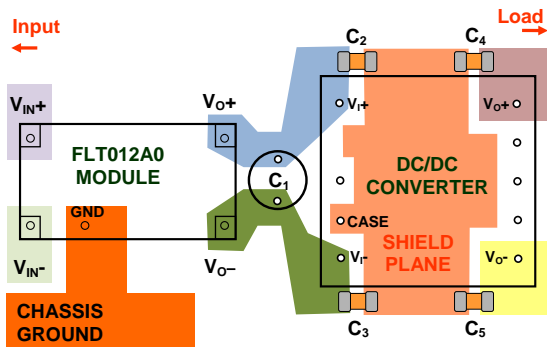 Input
Load
C2
C4
VIN+
VO+
VI+
VO+
FLT012A0
MODULE
C1
DC/DC
CONVERTER
GND
CASE
VIN-
VO–
VI-
SHIELD
PLANE
VO-
CHASSIS
GROUND
C3
C5